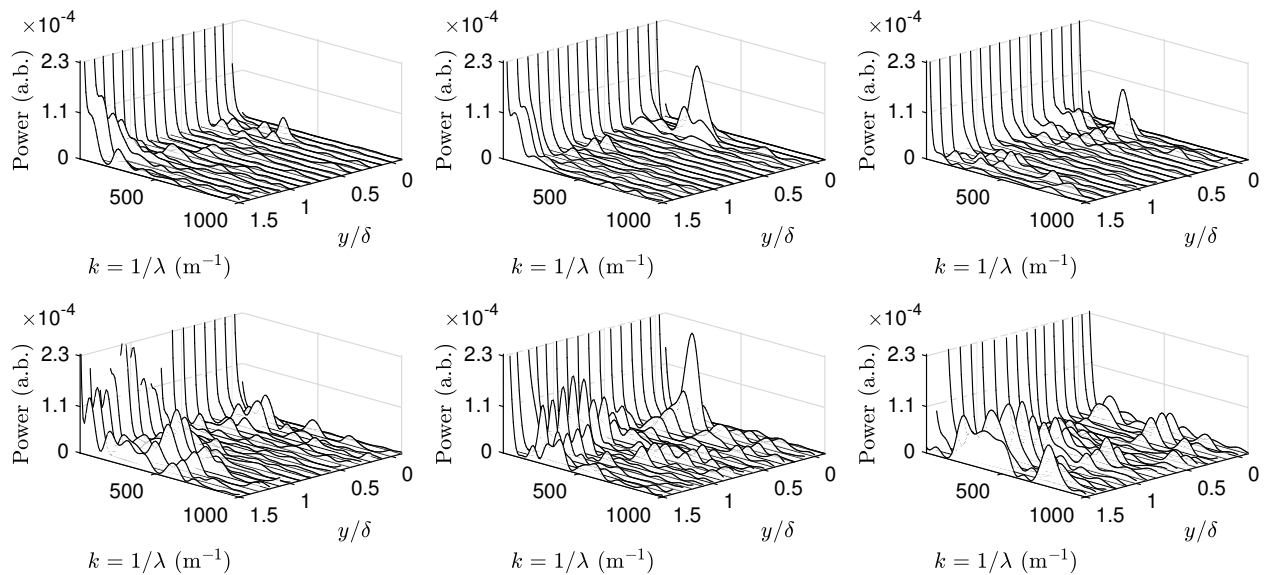 ×10-4 ×10-4 ×10-4
2.3 2.3 2.3
Power (a.b.) Power (a.b.) Power (a.b.)
1.1 1.1 1.1
0 0 0
500 500 500
1000 1000 1000
1.5 1 0.5 0 1.5 1 0.5 0 1.5 1 0.5 0
y/δ y/δ y/δ
k = 1/λ (m−1) k = 1/λ (m−1) k = 1/λ (m−1)
×10-4 ×10-4 ×10-4
2.3 2.3 2.3
Power (a.b.) Power (a.b.) Power (a.b.)
1.1 1.1 1.1
0 0 0
500 500 500
1000 1000 1000
1.5 1 0.5 0 1.5 1 0.5 0 1.5 1 0.5 0
y/δ y/δ y/δ
k = 1/λ (m−1) k = 1/λ (m−1) k = 1/λ (m−1)